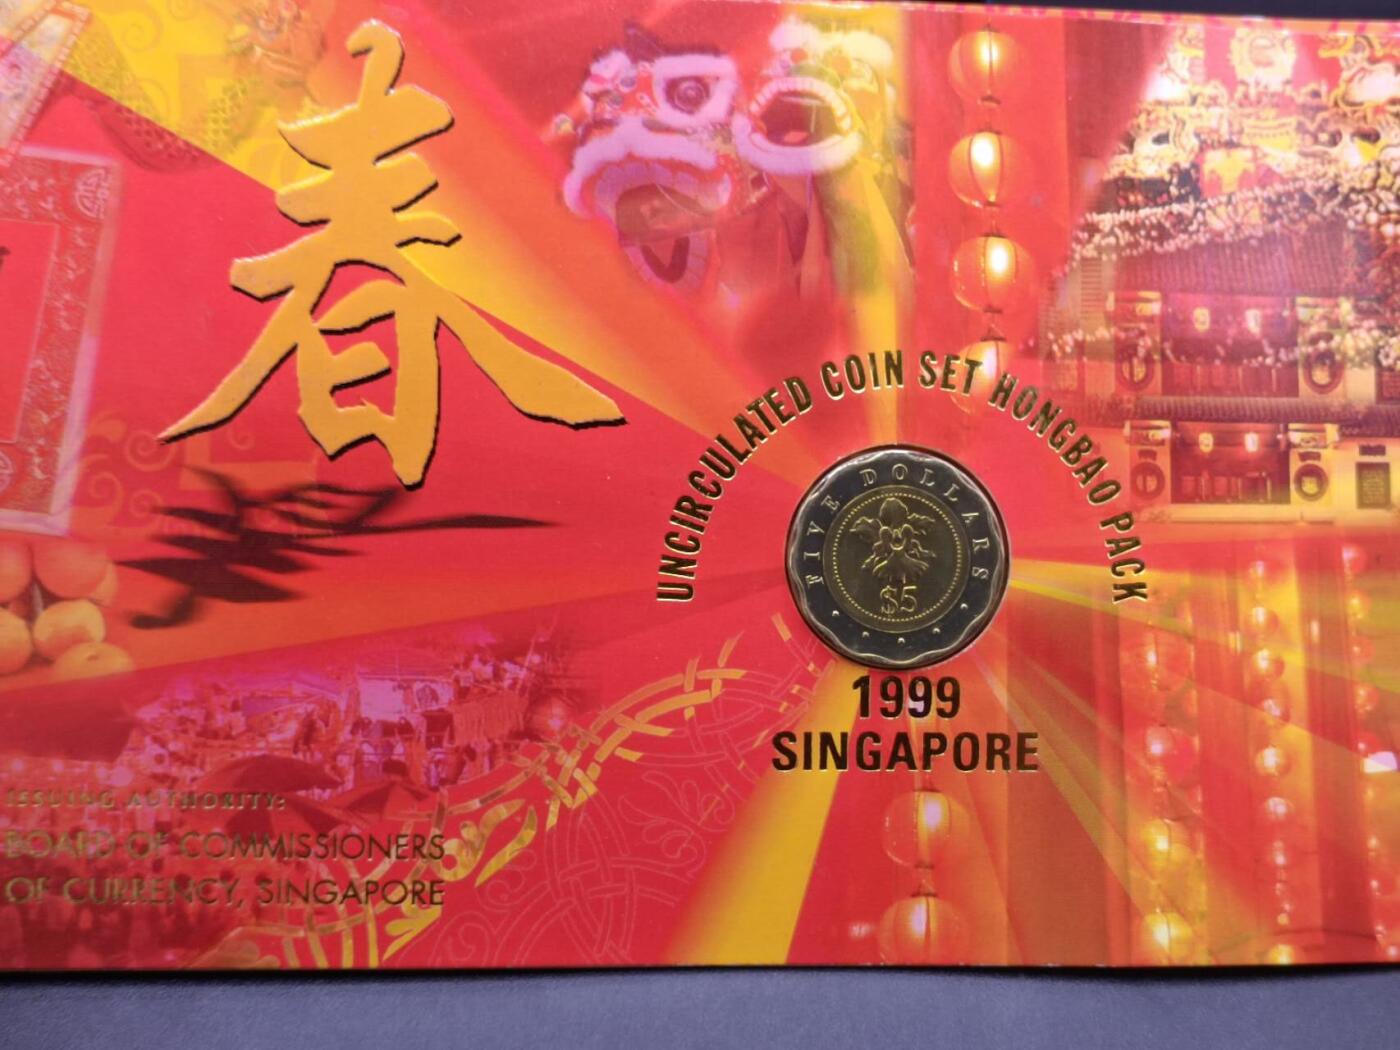 春
UNCIRCULATED COIN SET HONGBAO PACK
FIVE DOLLARS
$5
1999
SINGAPORE
ISSUING AUTHORITY:
BOARD OF COMMISSIONERS
OF CURRENCY, SINGAPORE